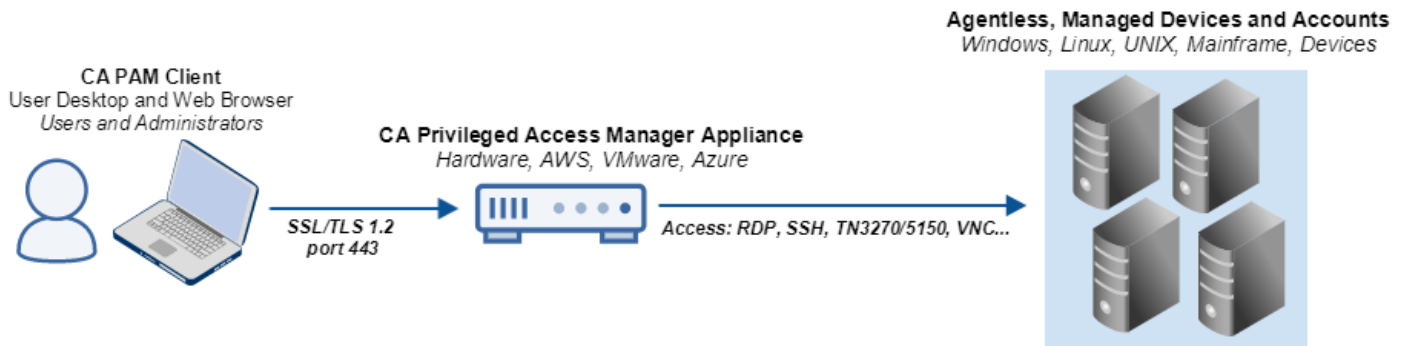 CA PAM Client
User Desktop and Web Browser
Users and Administrators
SSL/TLS 1.2
port 443
CA Privileged Access Manager Appliance
Hardware, AWS, VMware, Azure
Access: RDP, SSH, TN3270/5150, VNC...
Agentless, Managed Devices and Accounts
Windows, Linux, UNIX, Mainframe, Devices